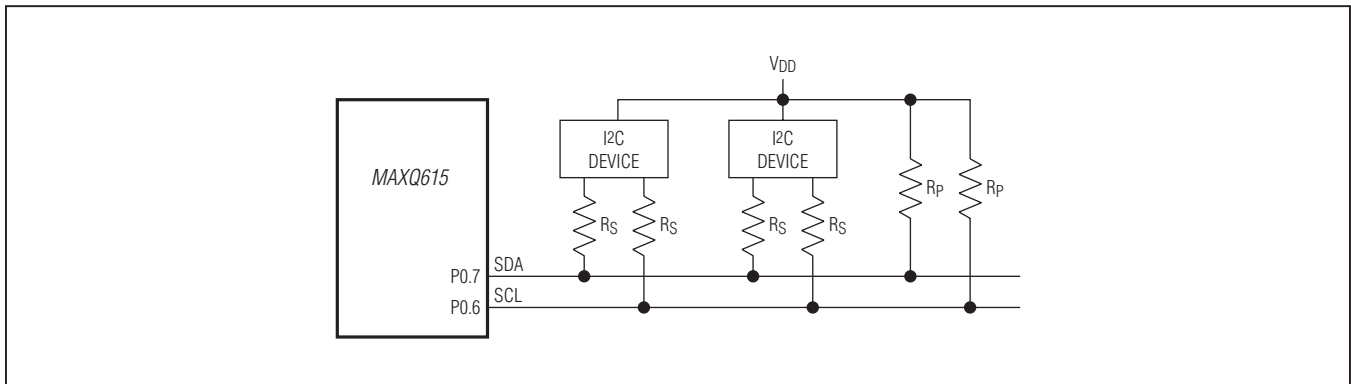 VDD
I2C
DEVICE
I2C
DEVICE
MAXQ615
RS
RS
RS
RS
RP
RP
P0.7
SDA
P0.6
SCL